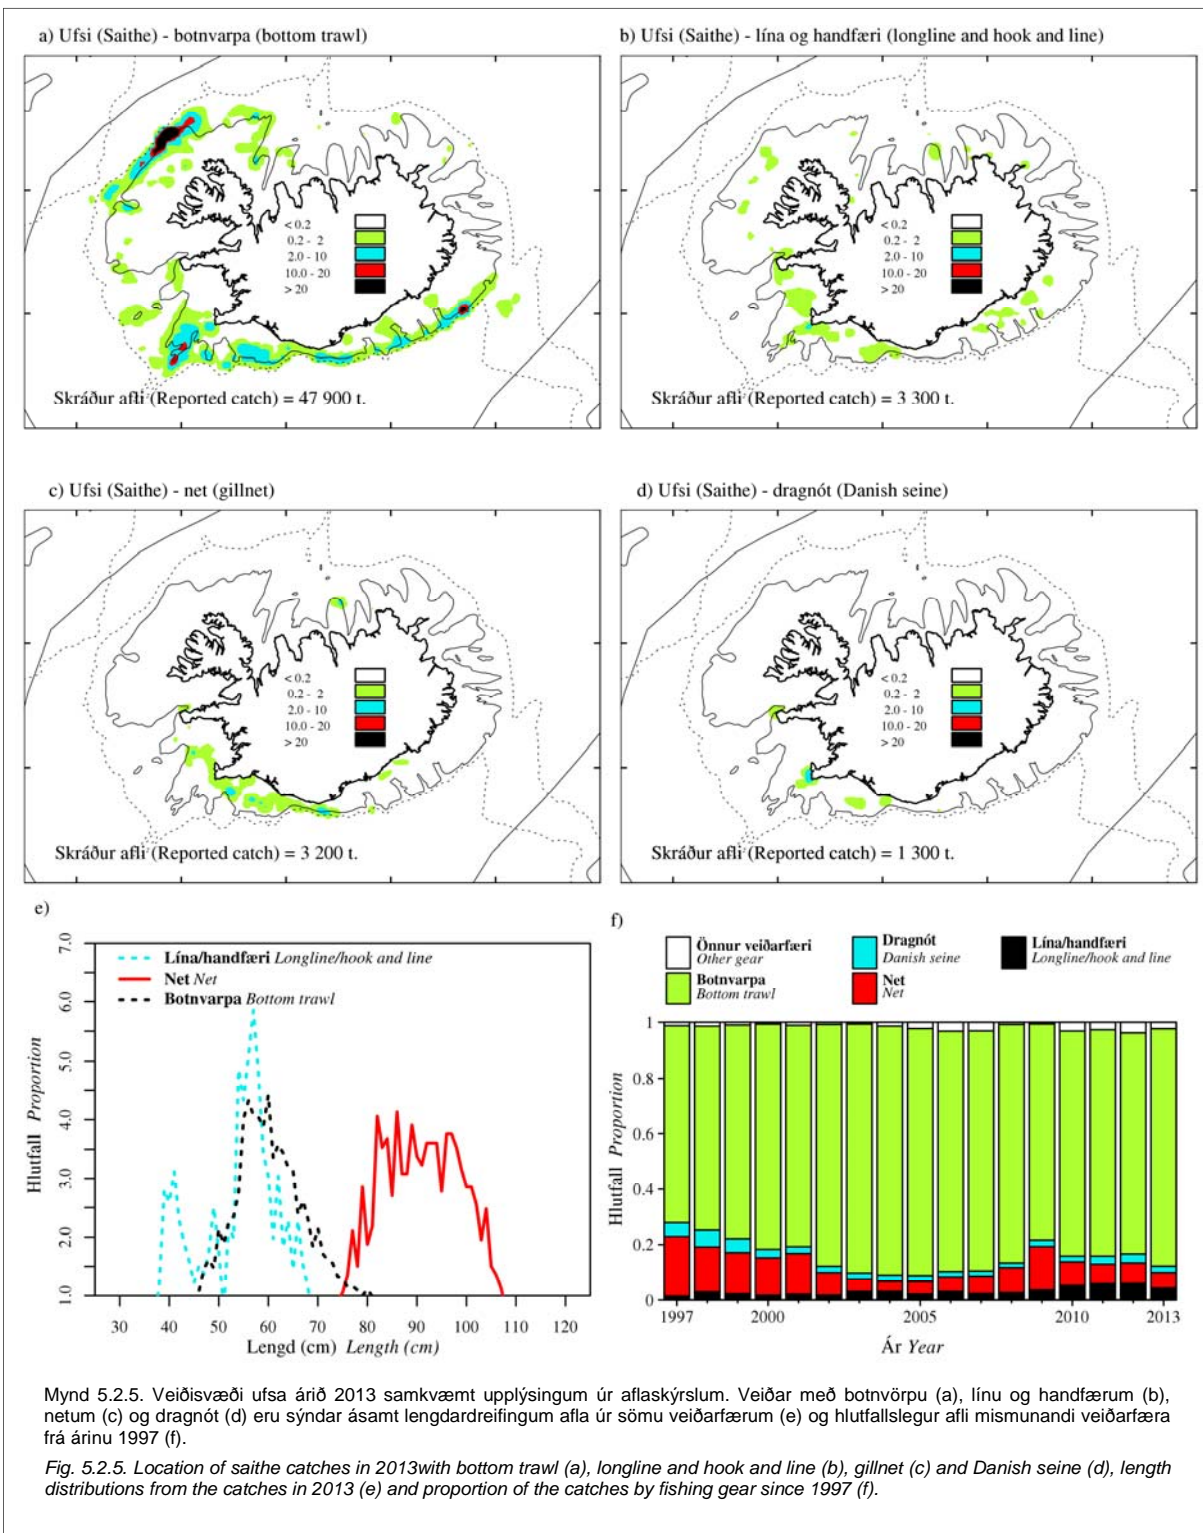 a) Ufsi (Saithe) - botnvarpa (bottom trawl)
< 0.2
0.2 - 2
2.0 - 10
10.0 - 20
> 20
Skráður afli (Reported catch) = 47 900 t.
b) Ufsi (Saithe) - lína og handfæri (longline and hook and line)
< 0.2
0.2 - 2
2.0 - 10
10.0 - 20
> 20
Skráður afli (Reported catch) = 3 300 t.
c) Ufsi (Saithe) - net (gillnet)
< 0.2
0.2 - 2
2.0 - 10
10.0 - 20
> 20
Skráður afli (Reported catch) = 3 200 t.
d) Ufsi (Saithe) - dragnót (Danish seine)
< 0.2
0.2 - 2
2.0 - 10
10.0 - 20
> 20
Skráður afli (Reported catch) = 1 300 t.
e)
Lína/handfæri Longline/hook and line
Net Net
Botnvarpa Bottom trawl
Hlutfall Proportion
7.0
6.0
5.0
4.0
3.0
2.0
1.0
30 40 50 60 70 80 90 100 110 120
Lengd (cm) Length (cm)
f)
Önnur veiðarfæri
Other gear
Dragnót
Danish seine
Lína/handfæri
Longline/hook and line
Botnvarpa
Bottom trawl
Net
Net
Hlutfall Proportion
1
0.8
0.6
0.4
0.2
0
1997 2000 2005 2010 2013
Ár Year
Mynd 5.2.5. Veiðisvæði ufsa árið 2013 samkvæmt upplýsingum úr aflaskýrslum. Veiðar með botnvörpu (a), línu og handfærum (b),
netum (c) og dragnót (d) eru sýndar ásamt lengdardreifingum afla úr sömu veiðarfærum (e) og hlutfallslegur afli mismunandi veiðarfæra
frá árinu 1997 (f).
Fig. 5.2.5. Location of saithe catches in 2013with bottom trawl (a), longline and hook and line (b), gillnet (c) and Danish seine (d), length
distributions from the catches in 2013 (e) and proportion of the catches by fishing gear since 1997 (f).